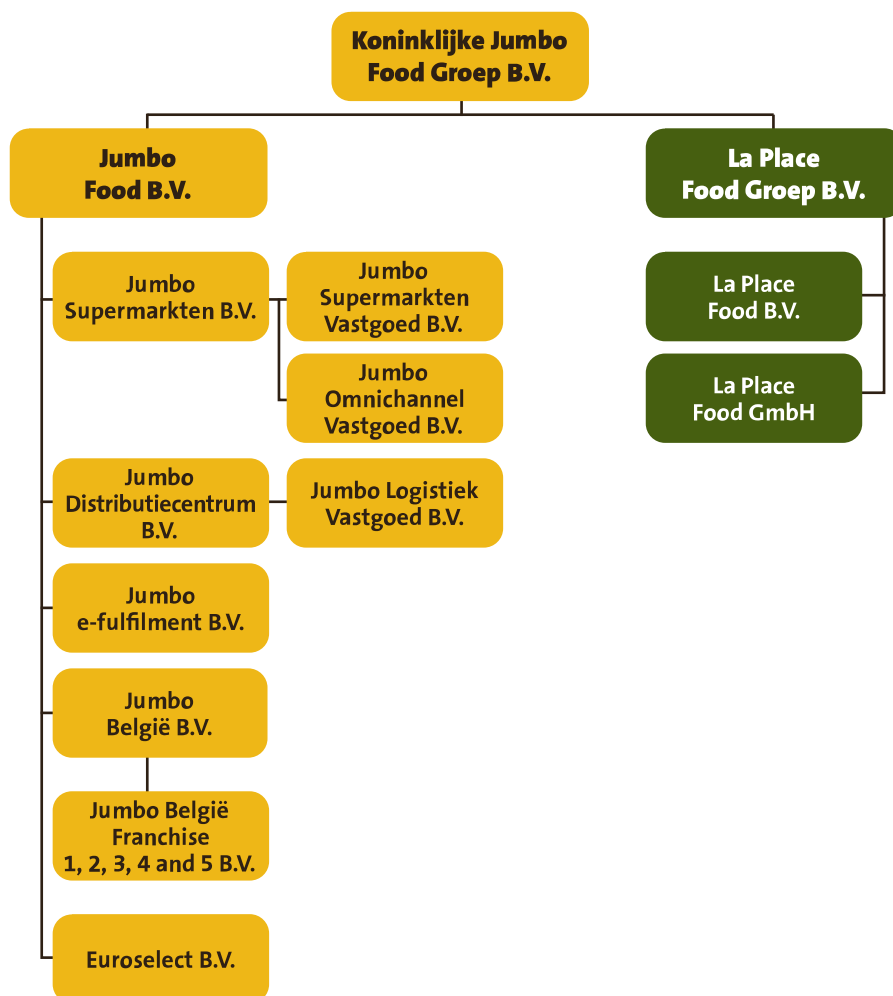 Koninklijke Jumbo
Food Groep B.V.
Jumbo
Food B.V.
La Place
Food Groep B.V.
Jumbo
Supermarkten B.V.
Jumbo
Supermarkten
Vastgoed B.V.
La Place
Food B.V.
Jumbo
Omnichannel
Vastgoed B.V.
La Place
Food GmbH
Jumbo
Distributiecentrum
B.V.
Jumbo Logistiek
Vastgoed B.V.
Jumbo
e-fulfilment B.V.
Jumbo
België B.V.
Jumbo België
Franchise
1, 2, 3, 4 and 5 B.V.
Euroselect B.V.